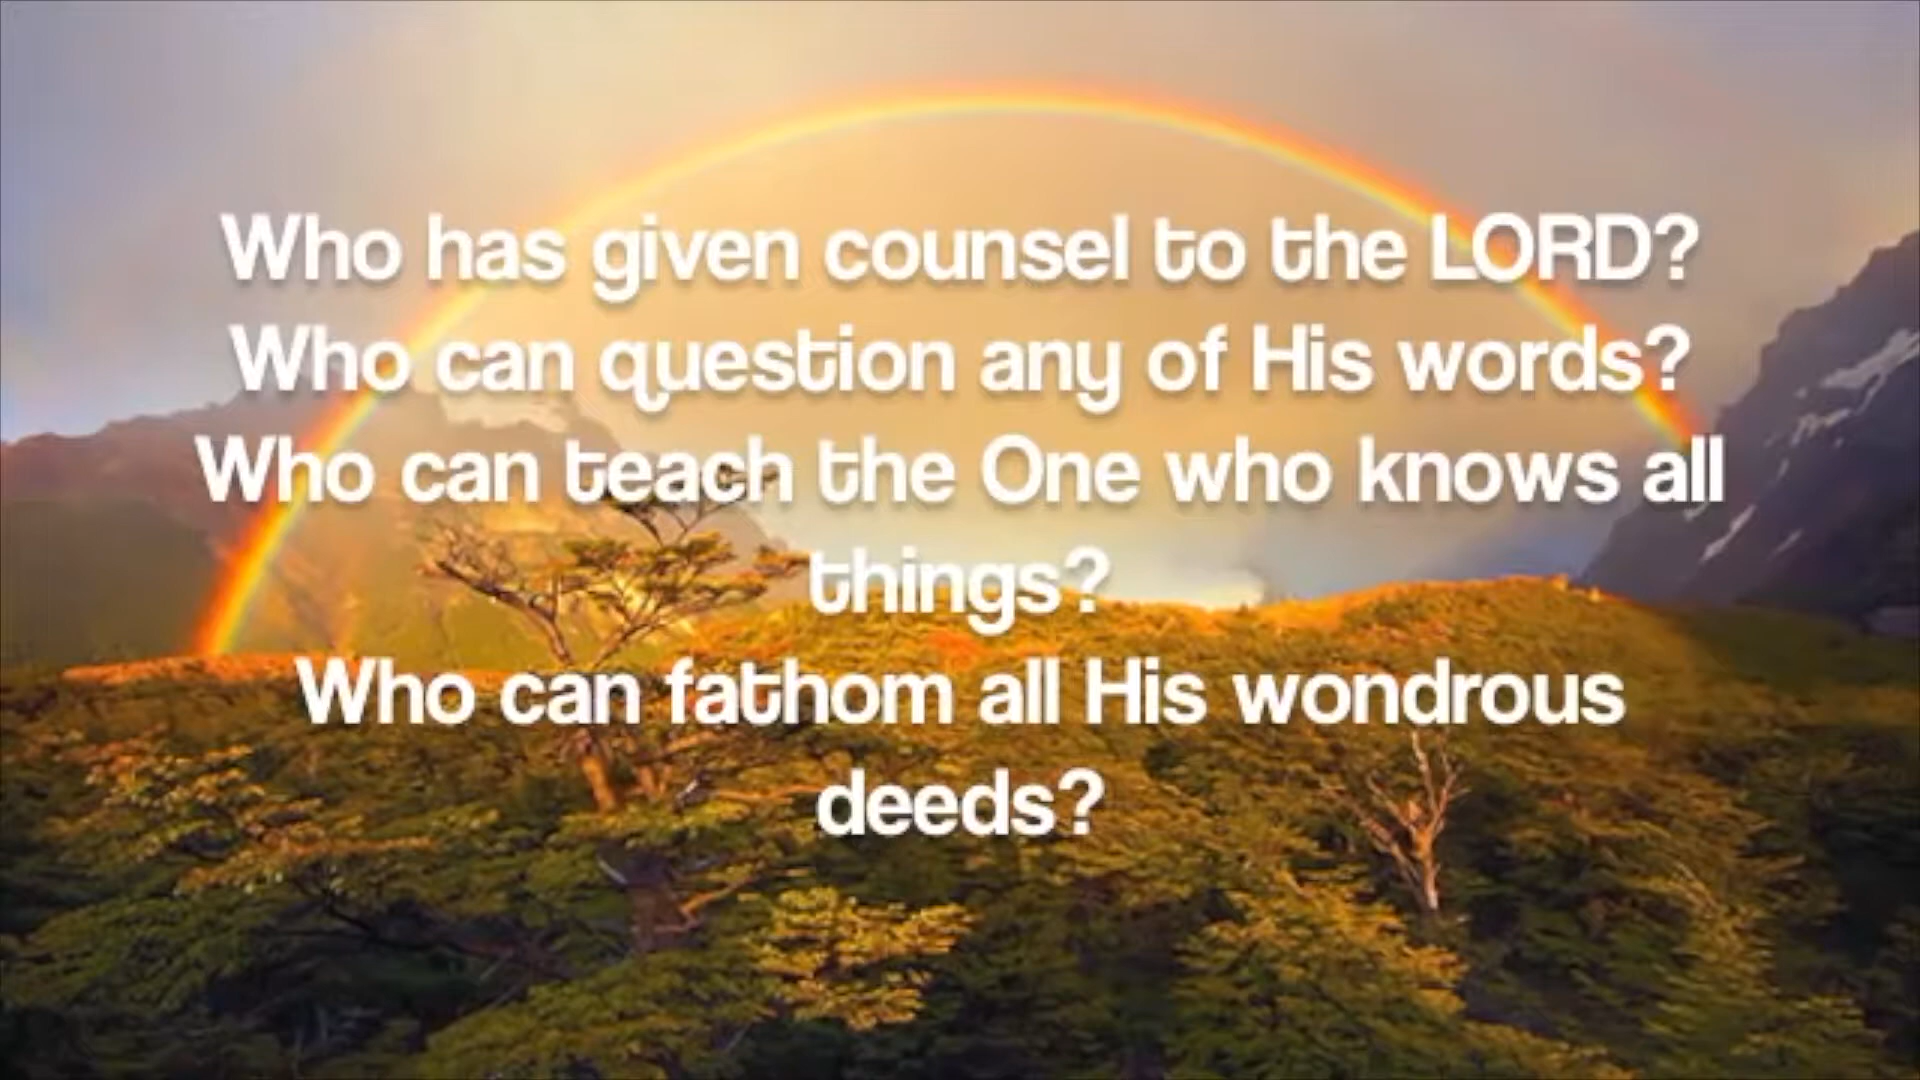 Who has given counsel to the LORD?
Who can question any of His words?
Who can teach the One who knows all
things?
Who can fathom all His wondrous
deeds?